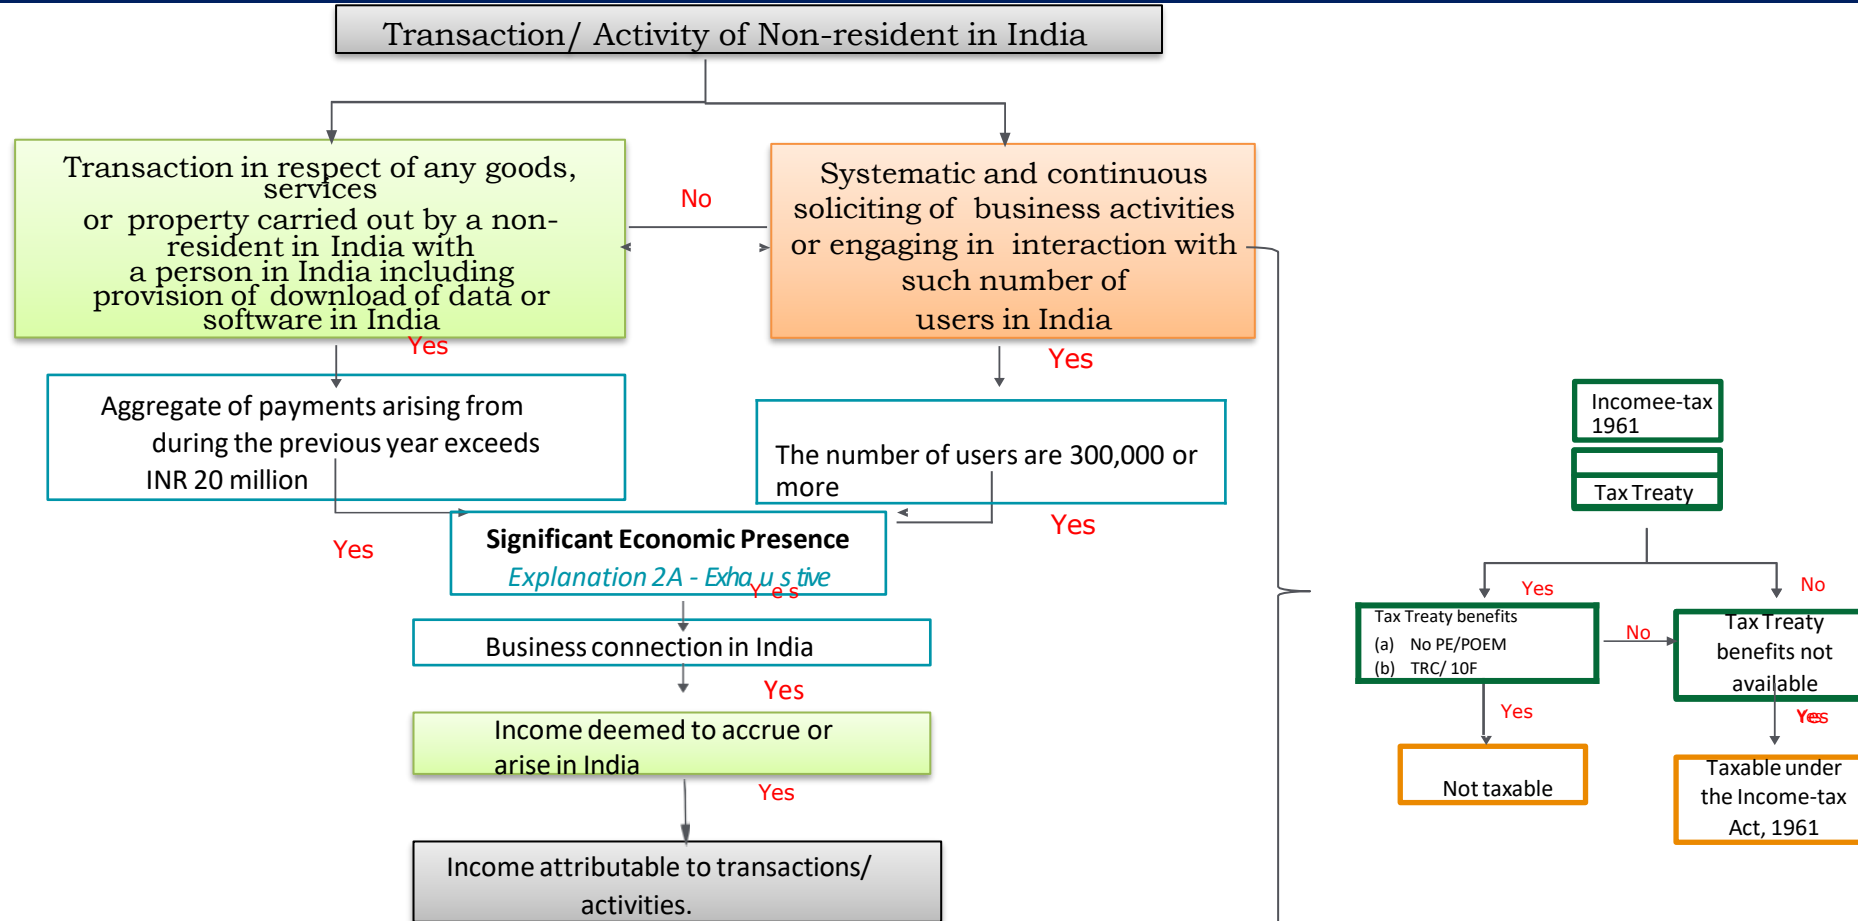 Transaction/ Activity of Non-resident in India
Transaction in respect of any goods,
services
or property carried out by a non-
resident in India with
a person in India including
provision of download of data or
software in India
No
Systematic and continuous
soliciting of business activities
or engaging in interaction with
such number of
users in India
Yes
Yes
Aggregate of payments arising from
during the previous year exceeds
INR 20 million
The number of users are 300,000 or
more
Yes
Yes
Significant Economic Presence
Explanation 2A - Exhaustive
Yes
Business connection in India
Yes
Income deemed to accrue or
arise in India
Yes
Income attributable to transactions/
activities.
Incomee-tax
1961
Tax Treaty
Yes
No
Tax Treaty benefits
(a) No PE/POEM
(b) TRC/ 10F
No
Tax Treaty
benefits not
available
Yes
Yes
Not taxable
Taxable under
the Income-tax
Act, 1961